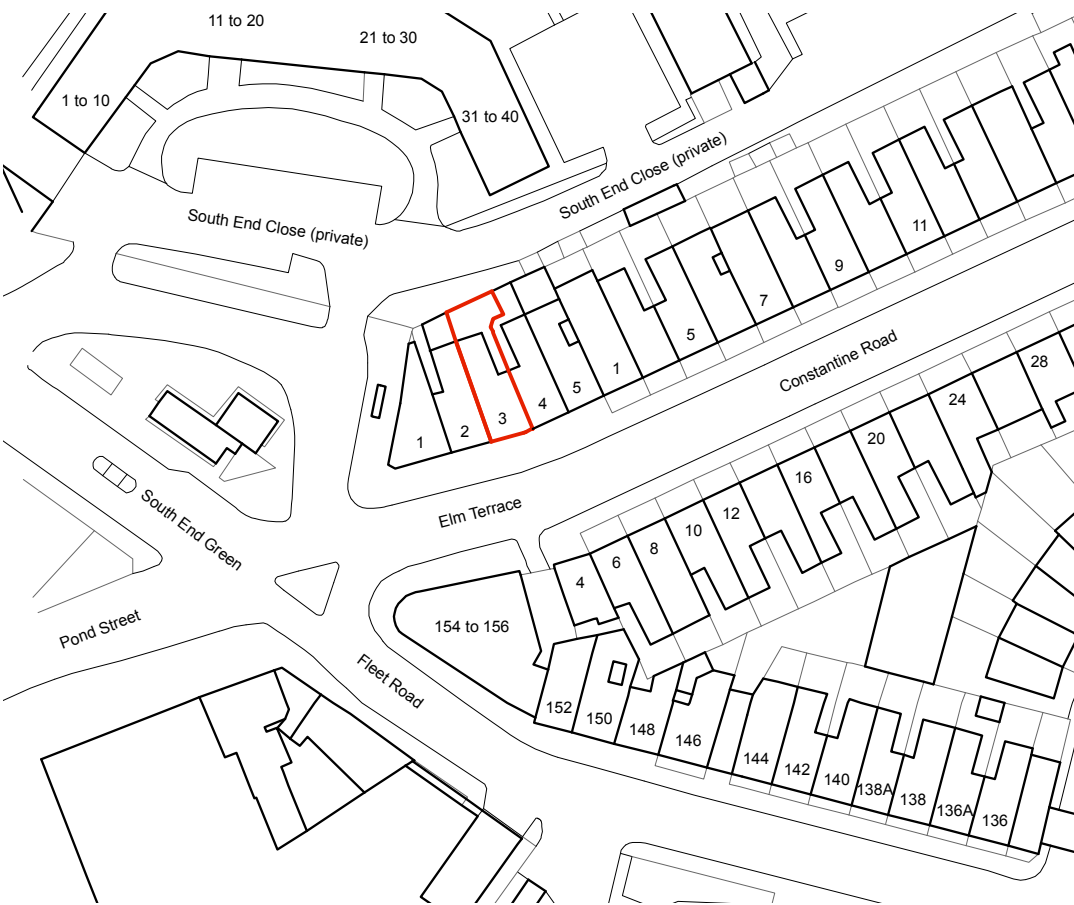 11 to 20
21 to 30
1 to 10
31 to 40
South End Close (private)
South End Close (private)
11
9
7
5
1
5
4
3
2
1
Constantine Road
28
24
20
16
12
10
8
6
4
Elm Terrace
South End Green
Pond Street
154 to 156
Fleet Road
152
150
148
146
144
142
140
138A
138
136A
136